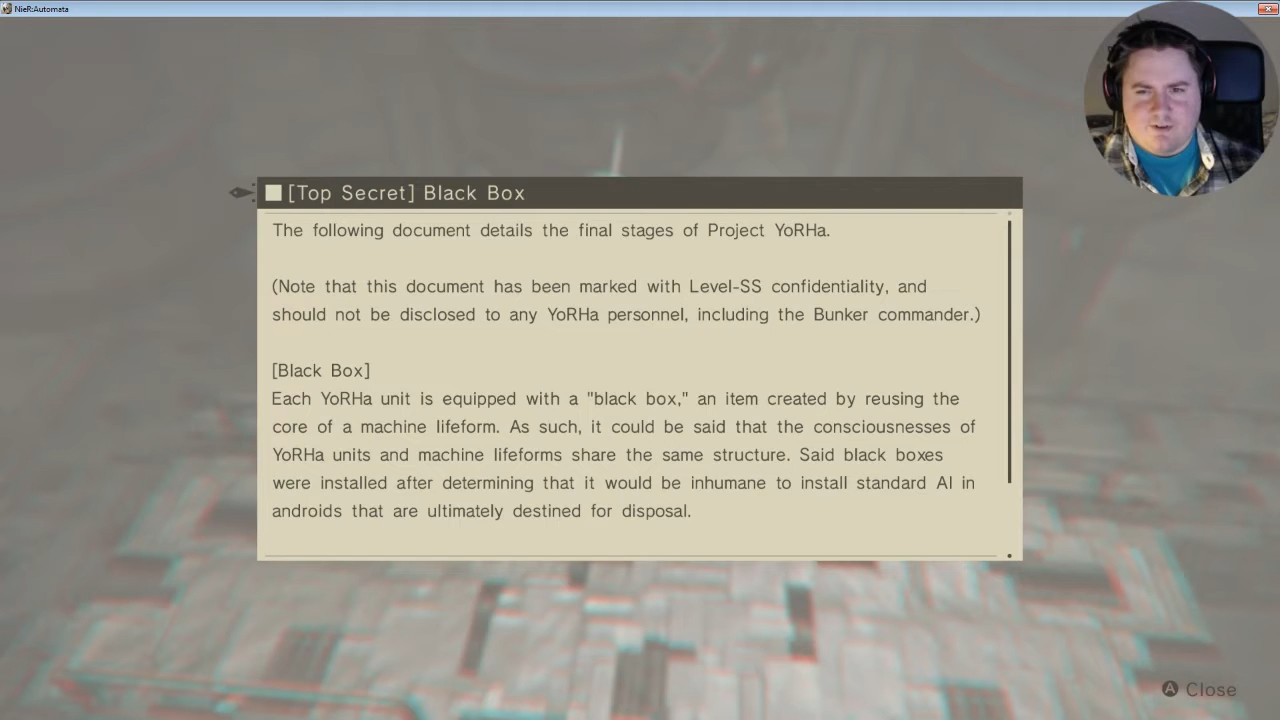 NieR:Automata
[Top Secret] Black Box
The following document details the final stages of Project YoRHa.
(Note that this document has been marked with Level-SS confidentiality, and
should not be disclosed to any YoRHa personnel, including the Bunker commander.)
[Black Box]
Each YoRHa unit is equipped with a "black box," an item created by reusing the
core of a machine lifeform. As such, it could be said that the consciousnesses of
YoRHa units and machine lifeforms share the same structure. Said black boxes
were installed after determining that it would be inhumane to install standard AI in
androids that are ultimately destined for disposal.
A Close